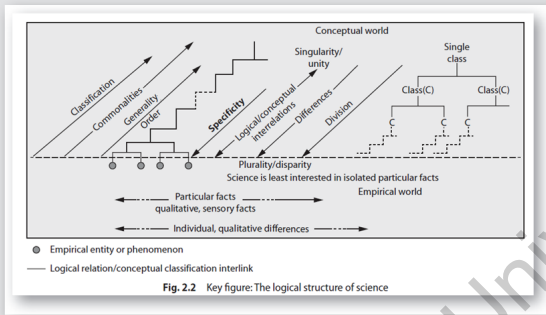 Conceptual world
Singularity/
unity
Single
class
Class(C)
Class(C)
C
C
C
Classification
Commonalities
Generality
Order
Specificity
Logical/conceptual
interrelations
Differences
Division
Plurality/disparity
Science is least interested in isolated particular facts
Empirical world
Particular facts
qualitative, sensory facts
Individual, qualitative differences
Empirical entity or phenomenon
Logical relation/conceptual classification interlink
Fig. 2.2 Key figure: The logical structure of science
Univ